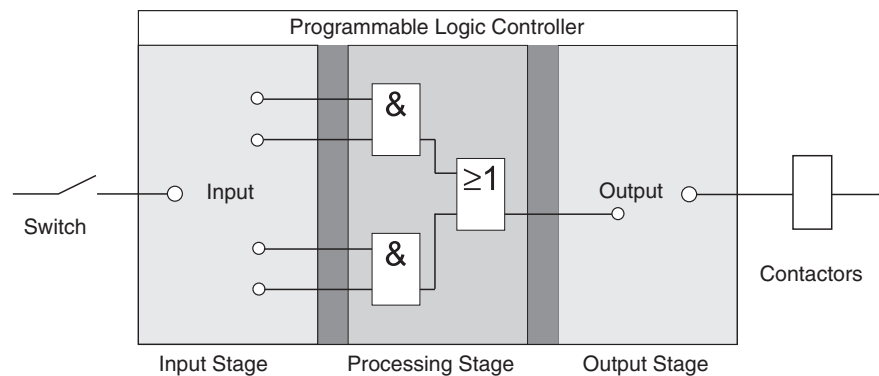 Programmable Logic Controller
&
≥1
Input
Output
Switch
&
Contactors
Input Stage
Processing Stage
Output Stage